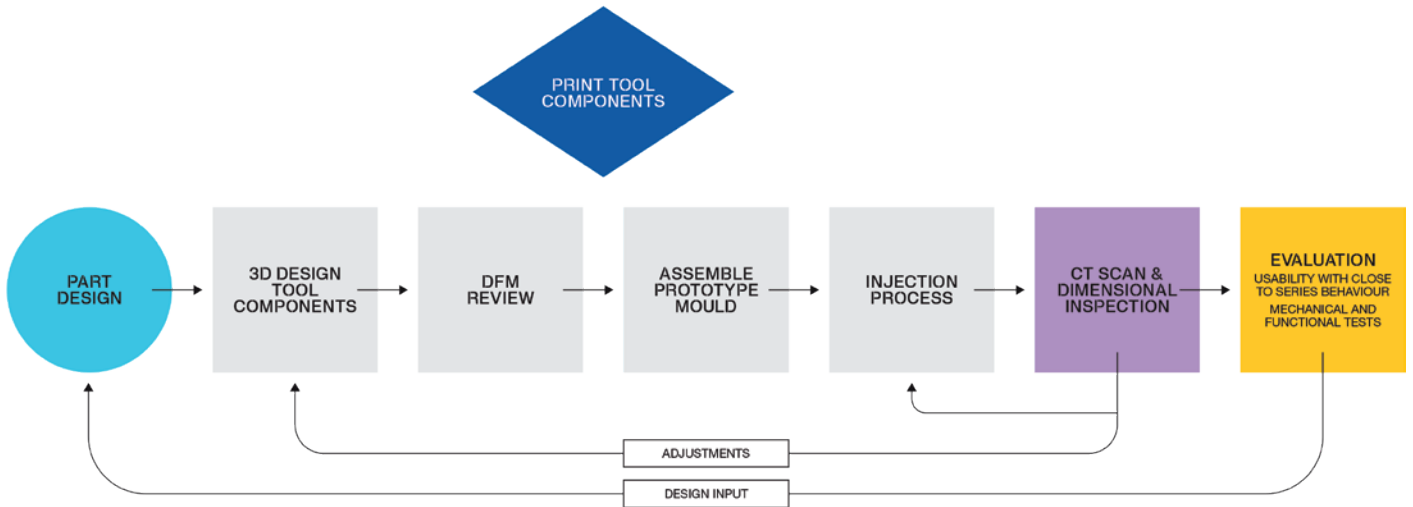 PRINT TOOL
COMPONENTS
PART
DESIGN
3D DESIGN
TOOL
COMPONENTS
DFM
REVIEW
ASSEMBLE
PROTOTYPE
MOULD
INJECTION
PROCESS
CT SCAN &
DIMENSIONAL
INSPECTION
EVALUATION
USABILITY WITH CLOSE
TO SERIES BEHAVIOUR
MECHANICAL AND
FUNCTIONAL TESTS
ADJUSTMENTS
DESIGN INPUT